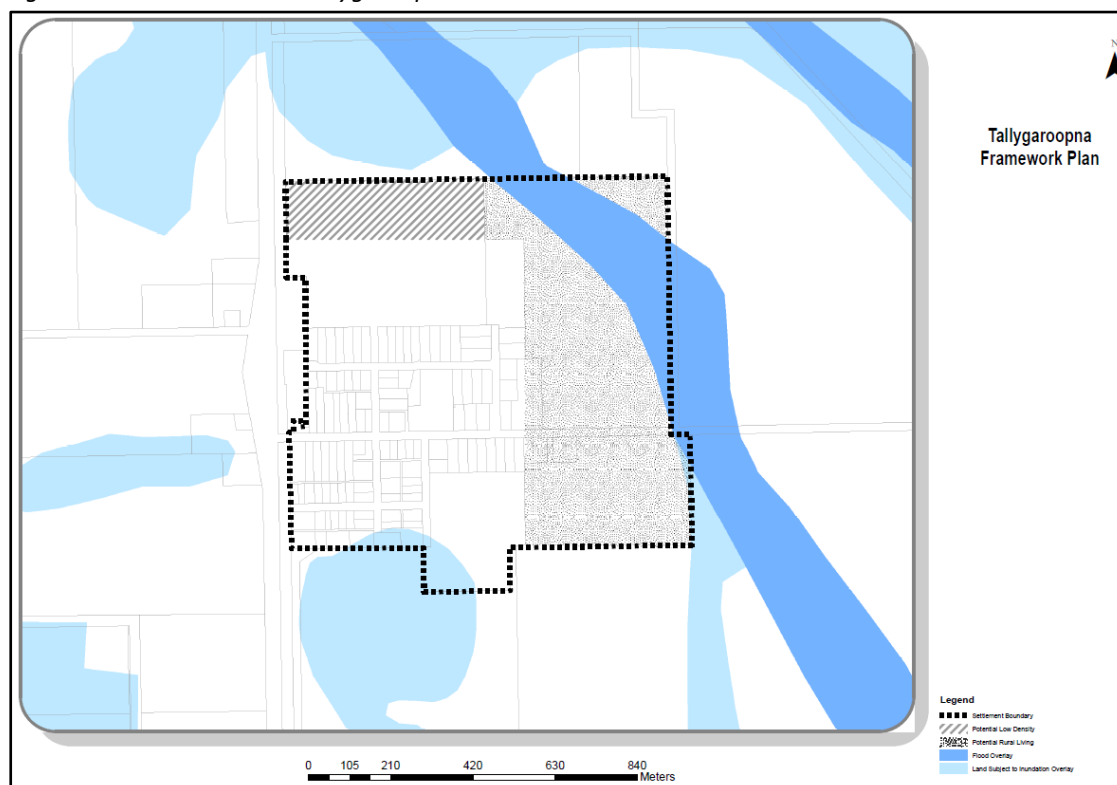 N
Tallygaroopna
Framework Plan
Legend
Settlement Boundary
Potential Low Density
Potential Rural Living
Flood Overlay
Land Subject to Inundation Overlay
0 105 210 420 630 840
Meters